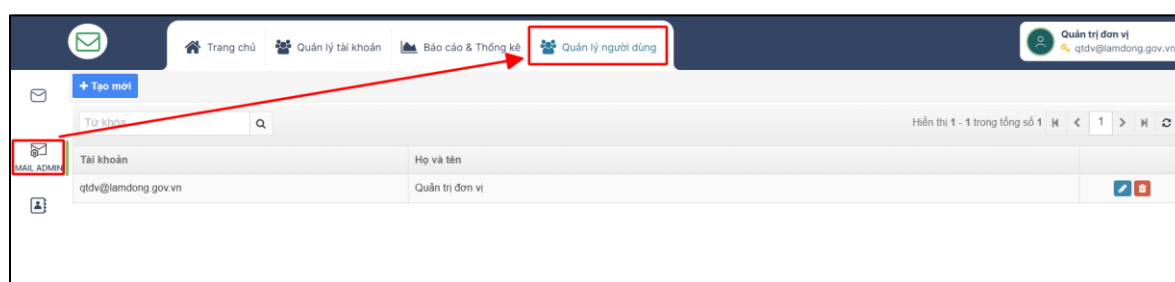 Trang chủ Quản lý tài khoản Báo cáo & Thống kê Quản lý người dùng
Quản trị đơn vị
qtdv@lamdong.gov.vn
+ Tạo mới
Từ khóa
Hiển thị 1 - 1 trong tổng số 1 1
MAIL ADMIN
Tài khoản Họ và tên
qtdv@lamdong.gov.vn Quản trị đơn vị